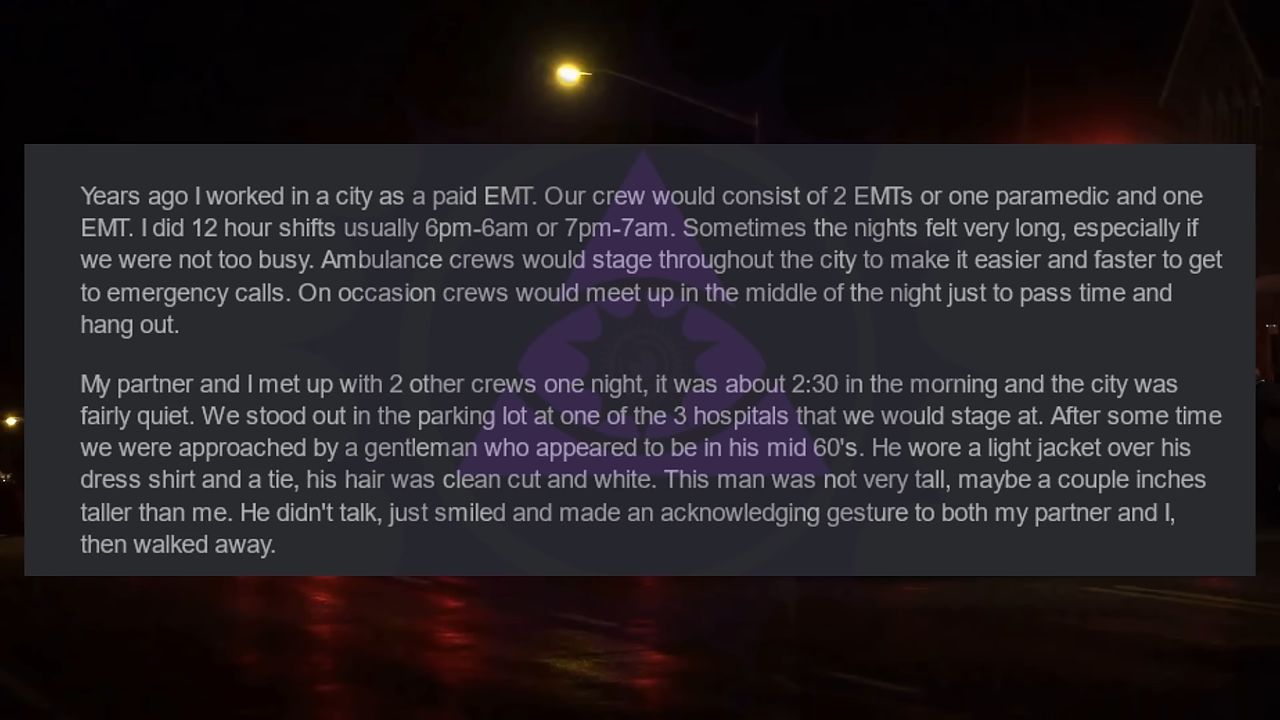 Years ago I worked in a city as a paid EMT. Our crew would consist of 2 EMTs or one paramedic and one
EMT. I did 12 hour shifts usually 6pm-6am or 7pm-7am. Sometimes the nights felt very long, especially if
we were not too busy. Ambulance crews would stage throughout the city to make it easier and faster to get
to emergency calls. On occasion crews would meet up in the middle of the night just to pass time and
hang out.
My partner and I met up with 2 other crews one night, it was about 2:30 in the morning and the city was
fairly quiet. We stood out in the parking lot at one of the 3 hospitals that we would stage at. After some time
we were approached by a gentleman who appeared to be in his mid 60's. He wore a light jacket over his
dress shirt and a tie, his hair was clean cut and white. This man was not very tall, maybe a couple inches
taller than me. He didn't talk, just smiled and made an acknowledging gesture to both my partner and I,
then walked away.